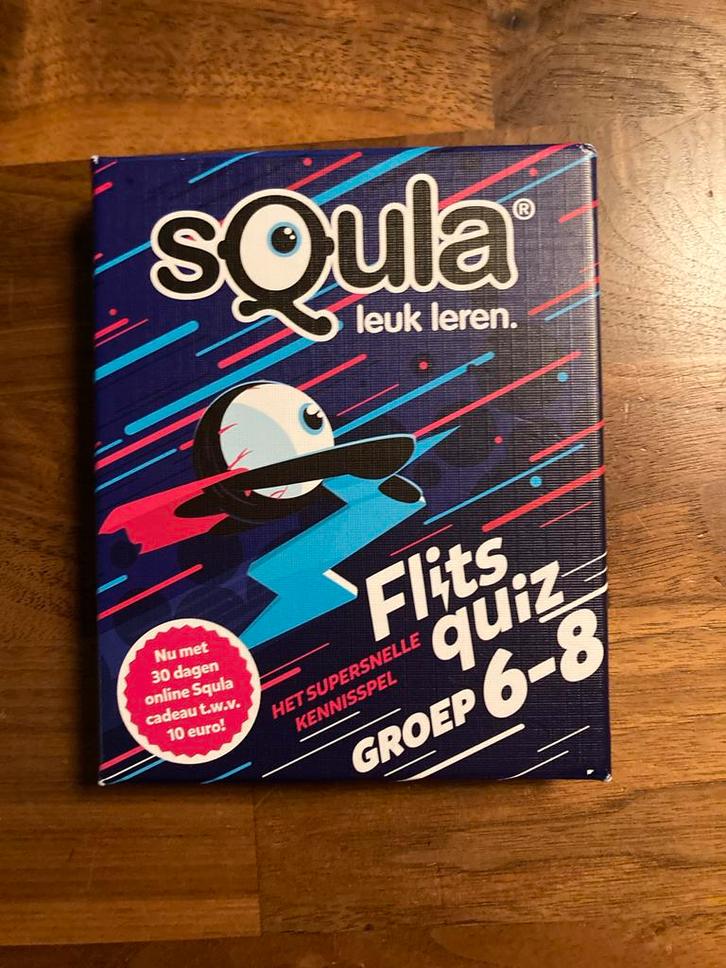 sQula®
leuk leren.
Flits
quiz
HET SUPERSNELLE
KENNISSPEL
GROEP 6-8
Nu met
30 dagen
online Squla
cadeau t.w.v.
10 euro!